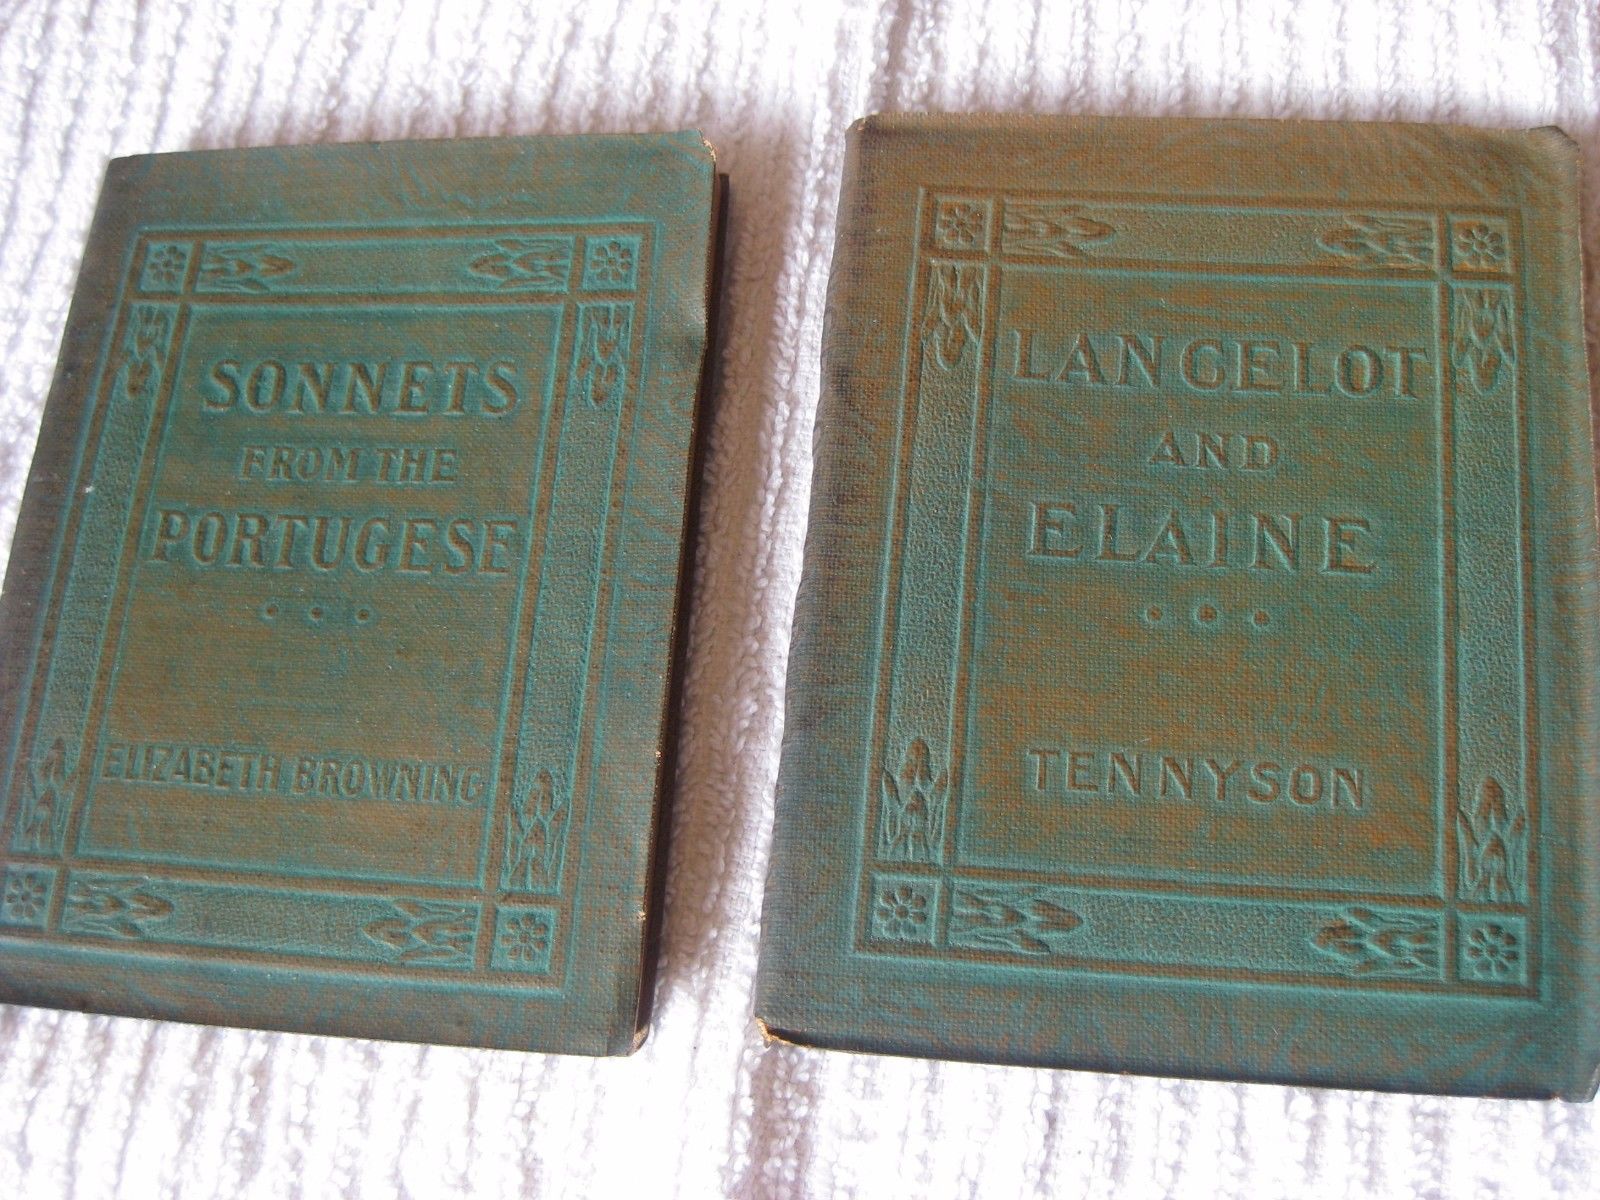 SONNETS
FROM THE
PORTUGESE
ELIZABETH BROWNING
LANCELOT
AND
ELAINE
TENNYSON